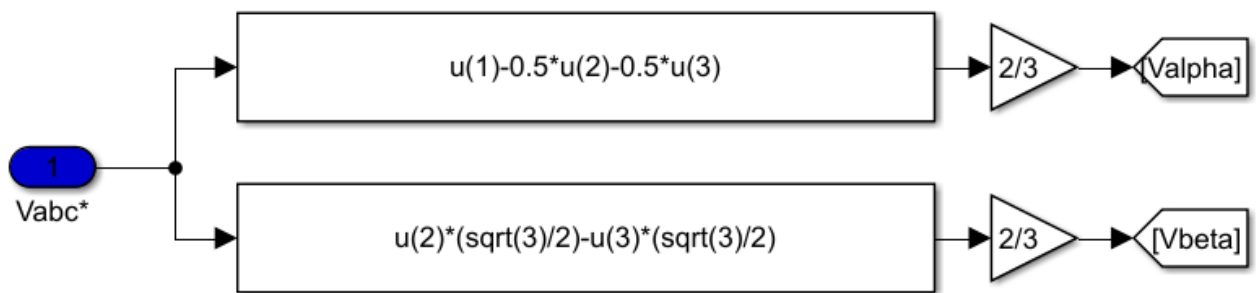 u(1)-0.5*u(2)-0.5*u(3)
2/3
[Valpha]
1
Vabc*
u(2)*(sqrt(3)/2)-u(3)*(sqrt(3)/2)
2/3
[Vbeta]